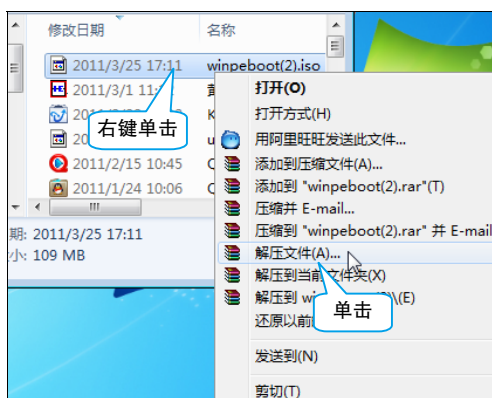 修改日期 名称
2011/3/25 17:11 winpeboot(2).iso
2011/3/1 11:
打开(O)
打开方式(H)
右键单击
用阿里旺旺发送此文件...
添加到压缩文件(A)...
2011/2/15 10:45
添加到 "winpeboot(2).rar"(T)
2011/1/24 10:06
压缩并 E-mail...
压缩到 "winpeboot(2).rar" 并 E-mail
期: 2011/3/25 17:11
解压文件(A)...
小: 109 MB
解压到当前文件夹(X)
解压到 wi \(E)
单击
还原以前
发送到(N)
剪切(T)